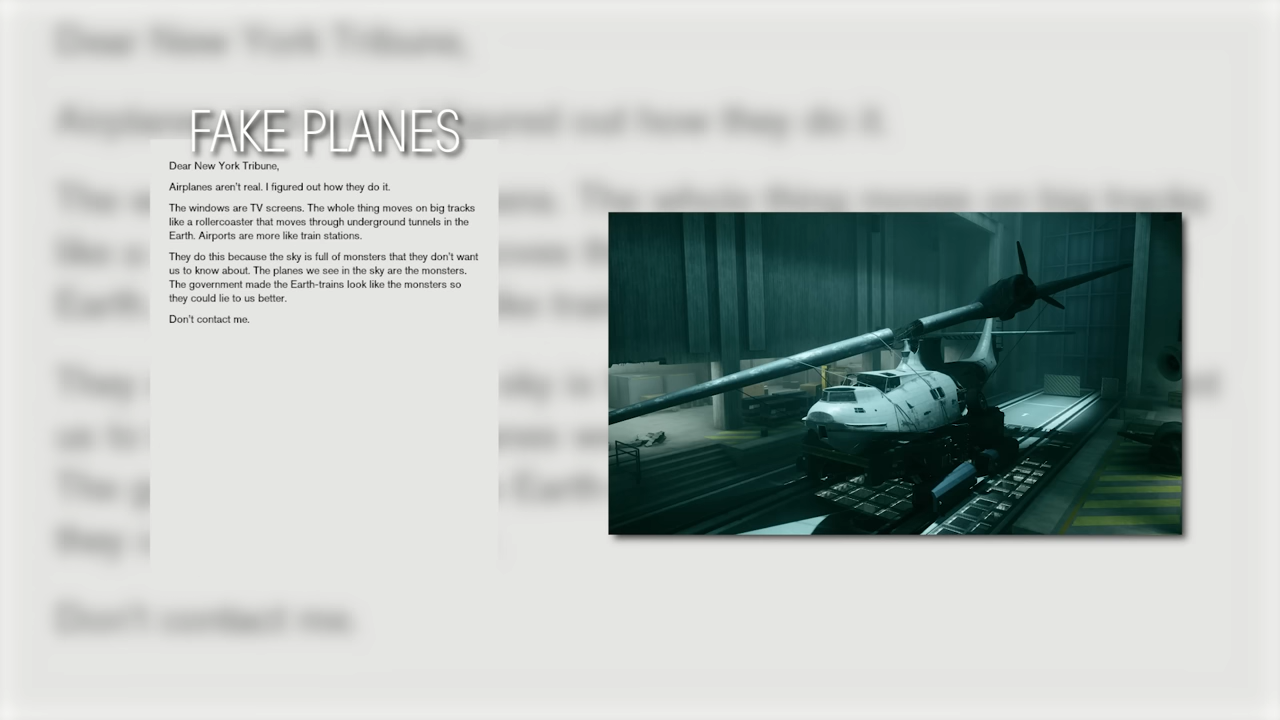 FAKE PLANES
Dear New York Tribune,
Airplanes aren't real. I figured out how they do it.
The windows are TV screens. The whole thing moves on big tracks
like a rollercoaster that moves through underground tunnels in the
Earth. Airports are more like train stations.
They do this because the sky is full of monsters that they don't want
us to know about. The planes we see in the sky are the monsters.
The government made the Earth-trains look like the monsters so
they could lie to us better.
Don't contact me.